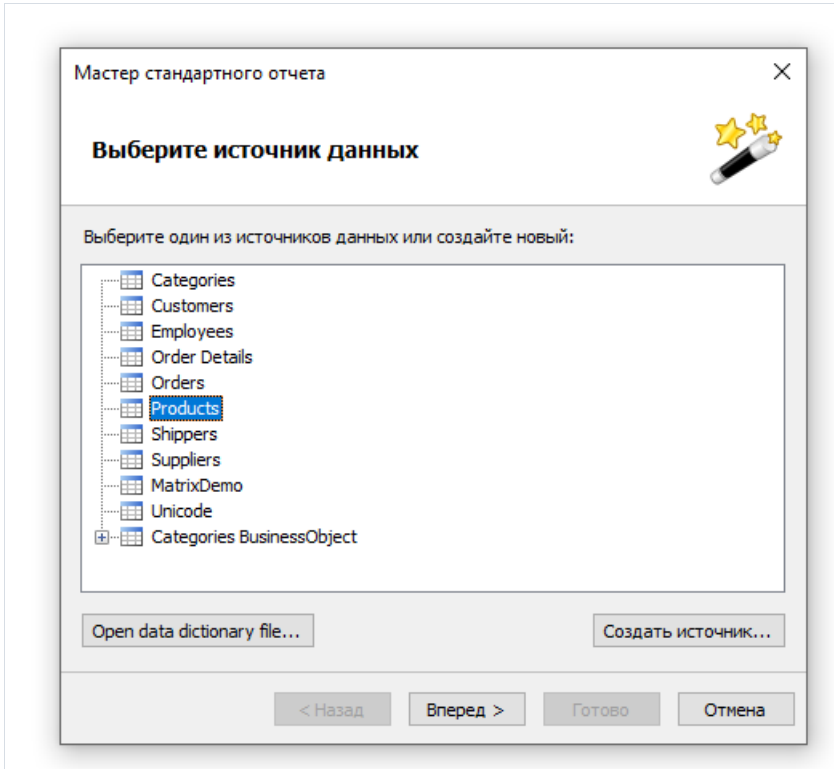 Мастер стандартного отчета
Выберите источник данных
Выберите один из источников данных или создайте новый:
Categories
Customers
Employees
Order Details
Orders
Products
Shippers
Suppliers
MatrixDemo
Unicode
Categories BusinessObject
Open data dictionary file... Создать источник...
< Назад Вперед > Готово Отмена